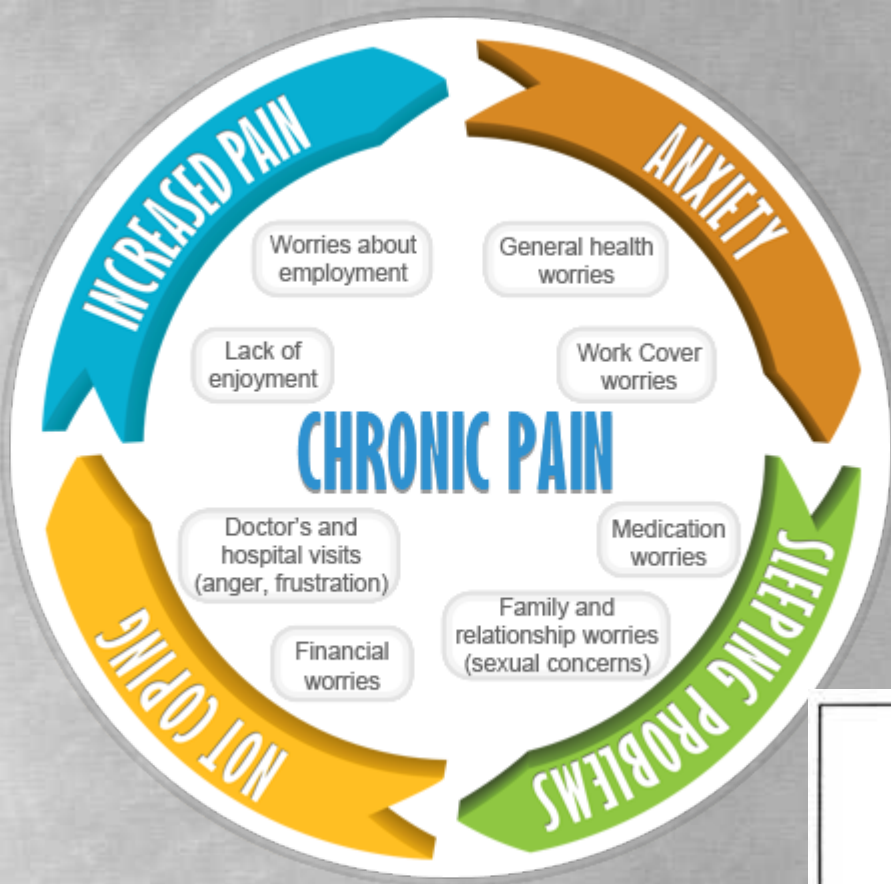 INCREASED PAIN
ANXIETY
Worries about
employment
General health
worries
Lack of
enjoyment
Work Cover
worries
CHRONIC PAIN
Doctor's and
hospital visits
(anger, frustration)
Medication
worries
Family and
relationship worries
(sexual concerns)
Financial
worries
NOT COPING
SLEEPING PROBLEMS